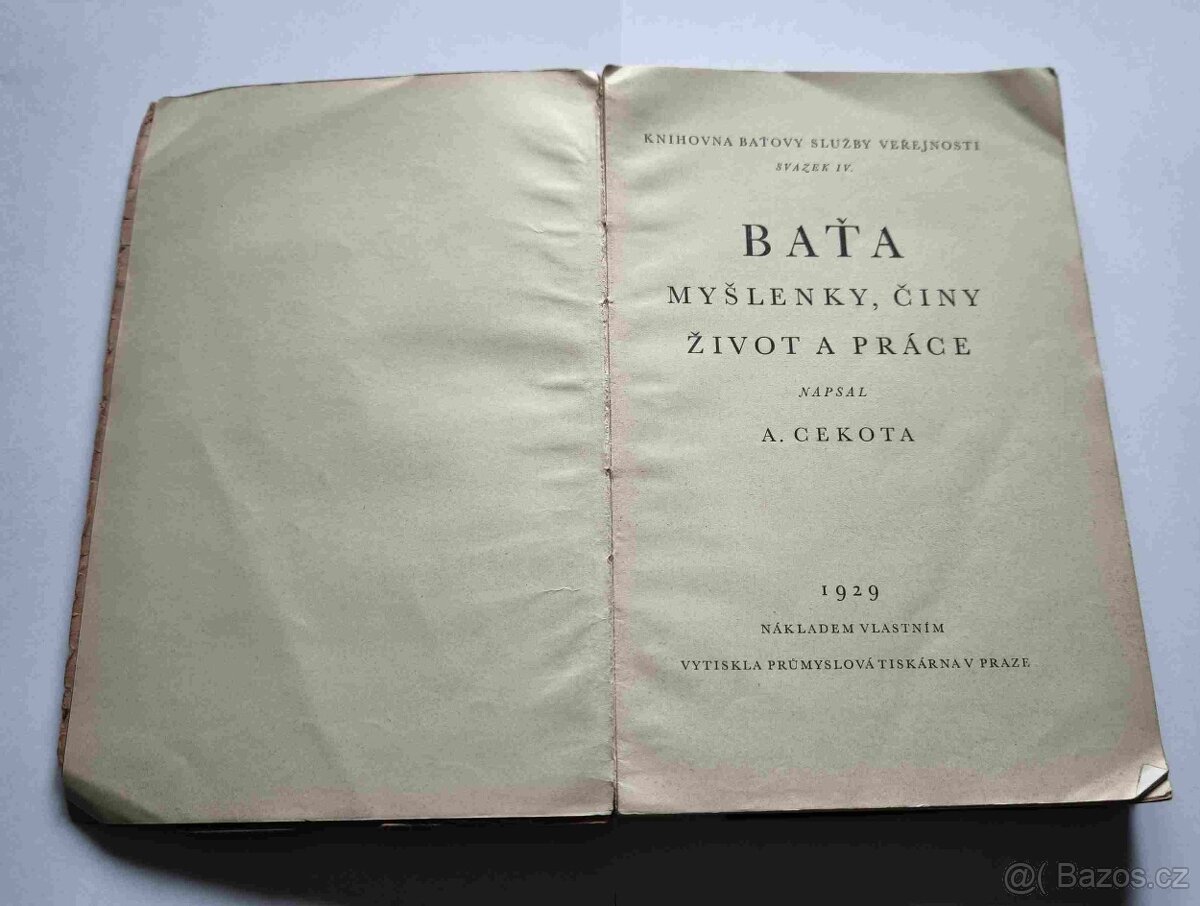 KNIHOVNA BAŤOVY SLUŽBY VEŘEJNOSTI
SVAZEK IV.
BAŤA
MYŠLENKY, ČINY
ŽIVOT A PRÁCE
NAPSAL
A. CEKOTA
1929
NÁKLADEM VLASTNÍM
VYTISKLA PRŮMYSLOVÁ TISKÁRNA V PRAZE
@( Bazos.cz